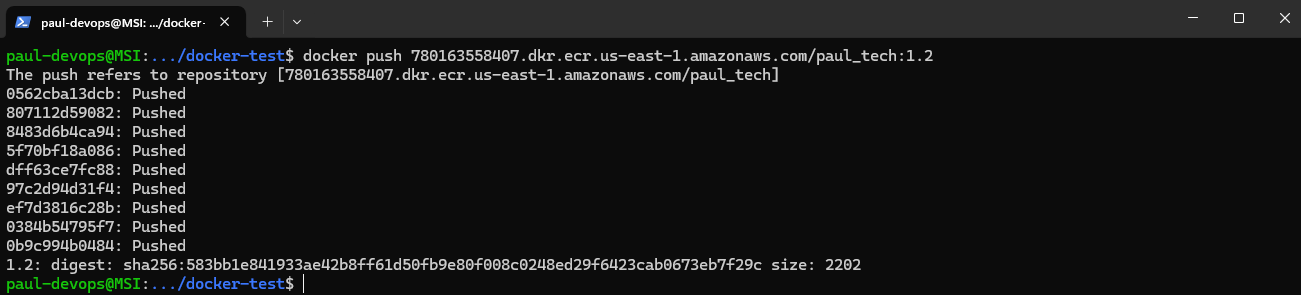 paul-devops@MSI: .../docker-
paul-devops@MSI:.../docker-test$ docker push 780163558407.dkr.ecr.us-east-1.amazonaws.com/paul_tech:1.2
The push refers to repository [780163558407.dkr.ecr.us-east-1.amazonaws.com/paul_tech]
0562cba13dcb: Pushed
807112d59082: Pushed
8483d6b4ca94: Pushed
5f70bf18a086: Pushed
dff63ce7fc88: Pushed
97c2d94d31f4: Pushed
ef7d3816c28b: Pushed
0384b54795f7: Pushed
0b9c994b0484: Pushed
1.2: digest: sha256:583bb1e841933ae42b8ff61d50fb9e80f008c0248ed29f6423cab0673eb7f29c size: 2202
paul-devops@MSI:.../docker-test$